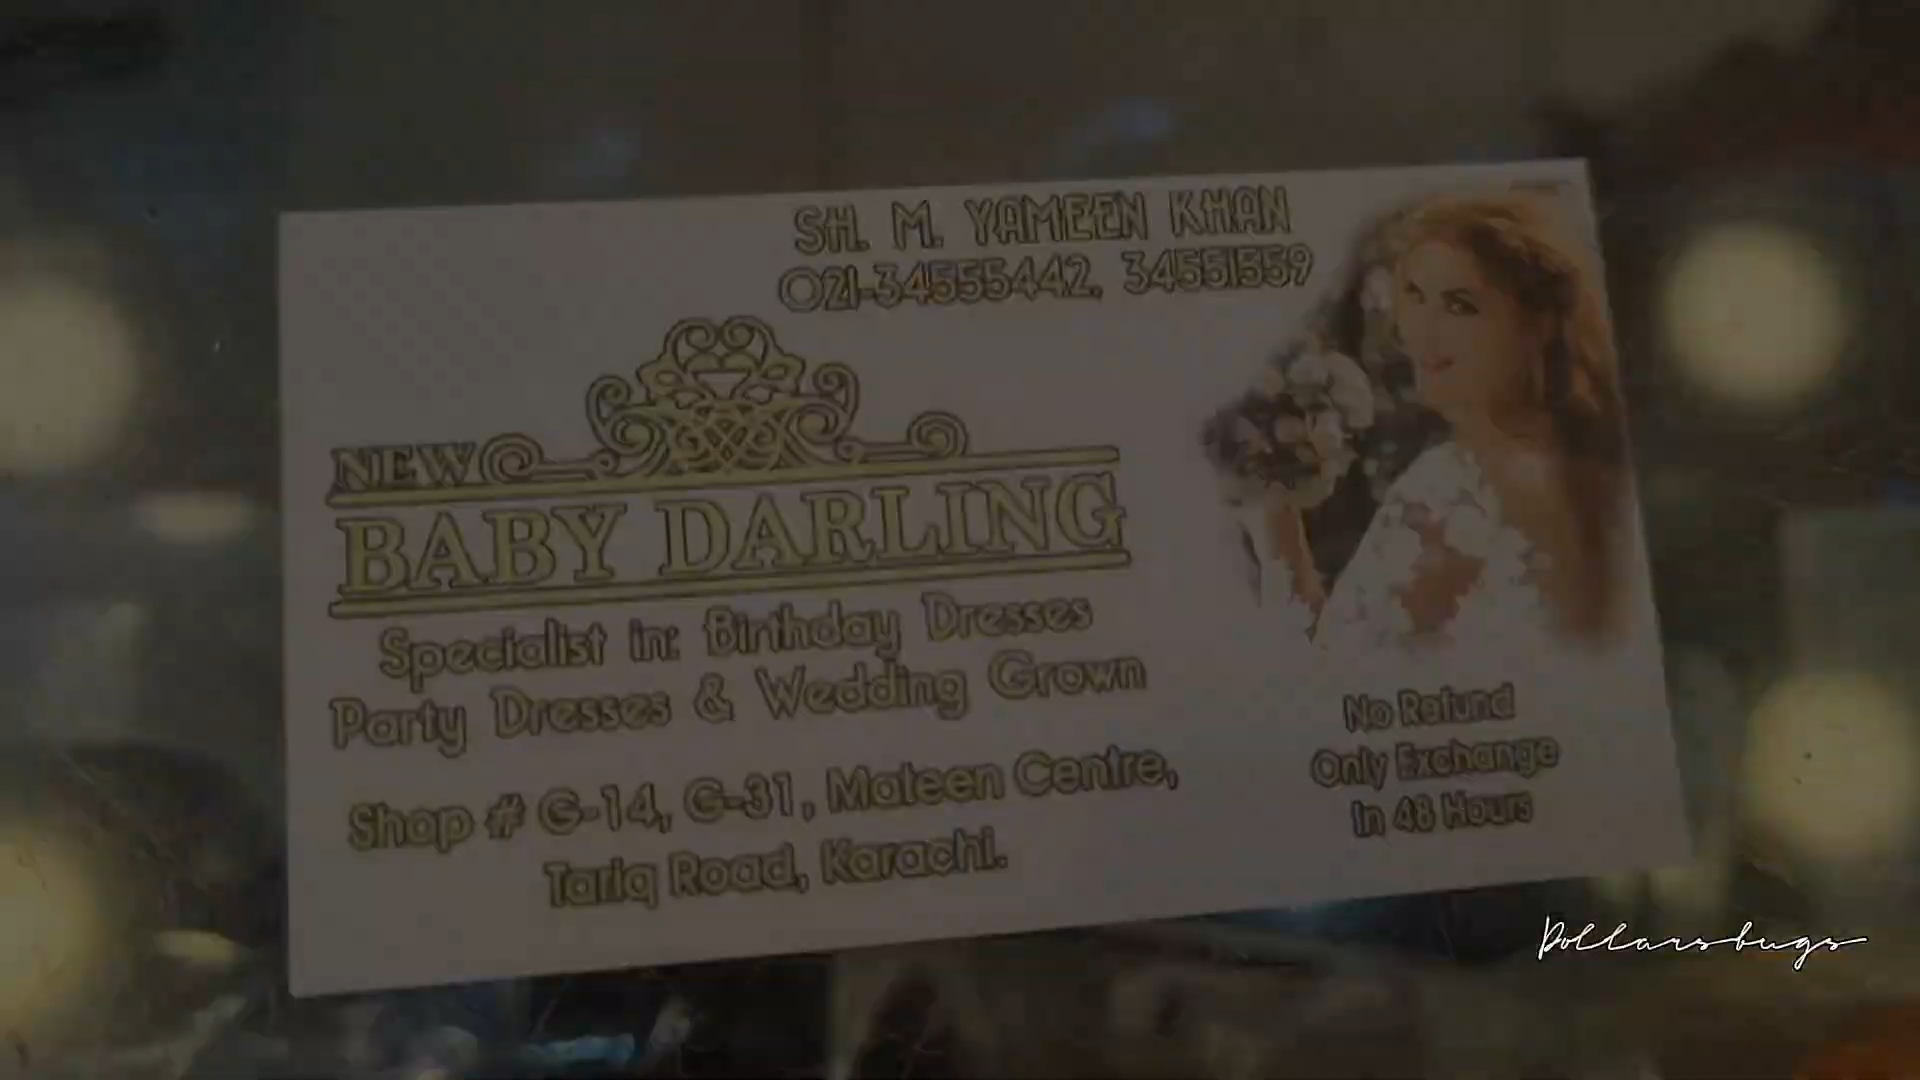 SH. M. YAMEEN KHAN
021-34555442, 34551559
NEW
BABY DARLING
Specialist in: Birthday Dresses
Party Dresses & Wedding Grown
Shop # G-14, G-31, Mateen Centre,
Tariq Road, Karachi.
No Refund
Only Exchange
In 48 Hours
Dollarsbugs